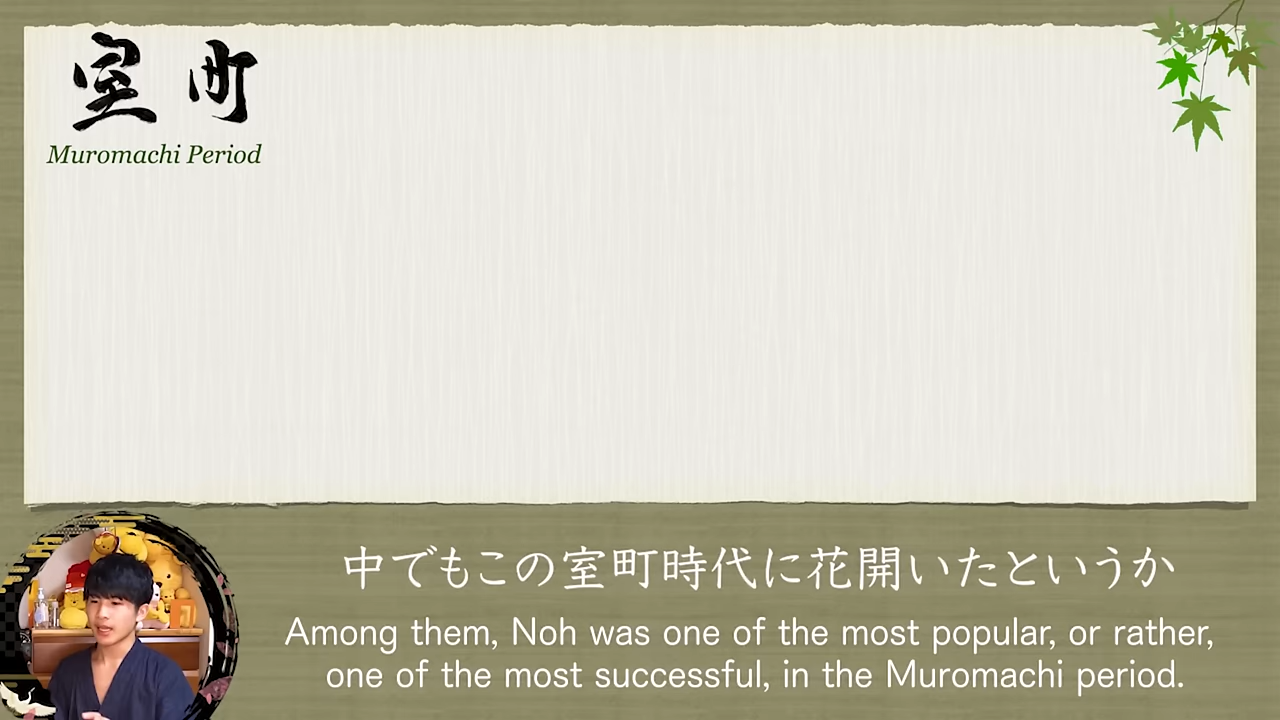 室町
Muromachi Period
中でもこの室町時代に花開いたというか
Among them, Noh was one of the most popular, or rather,
one of the most successful, in the Muromachi period.